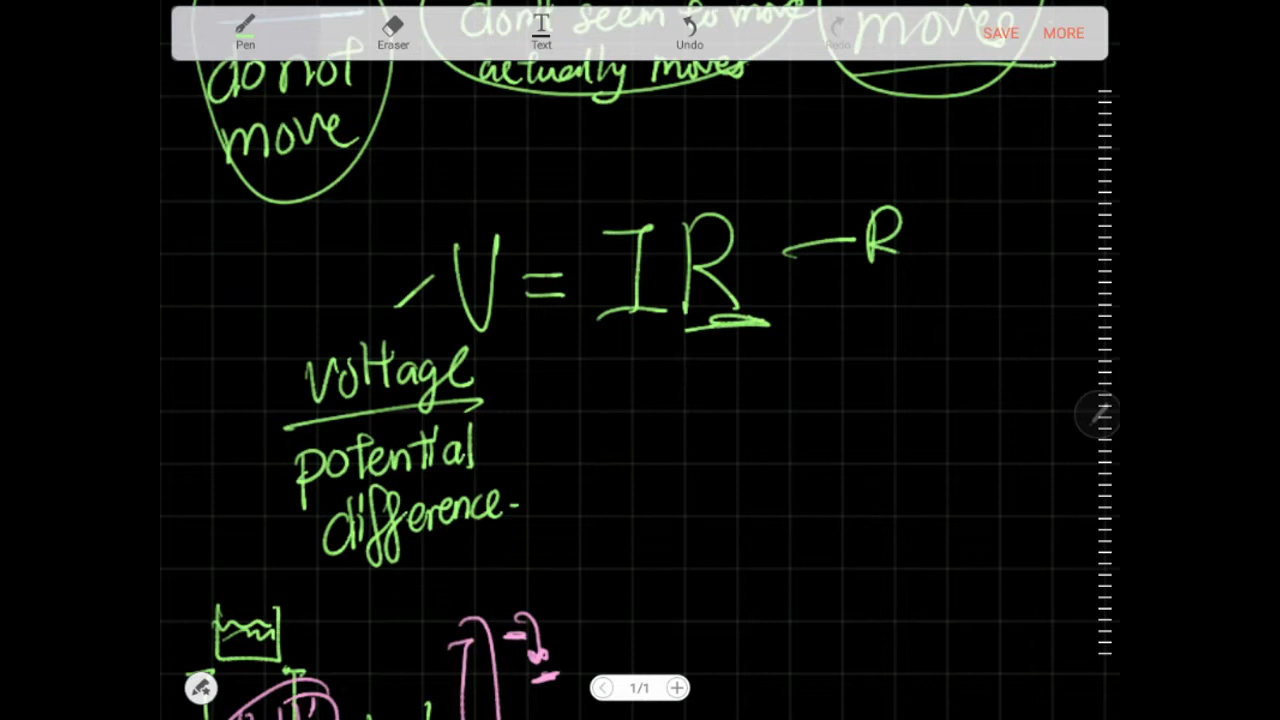 don't seem to move
moves
Pen
Eraser
Text
Undo
Redo
SAVE
MORE
actually moves
do not
move
V = IR — R
voltage
potential
difference.
1/1